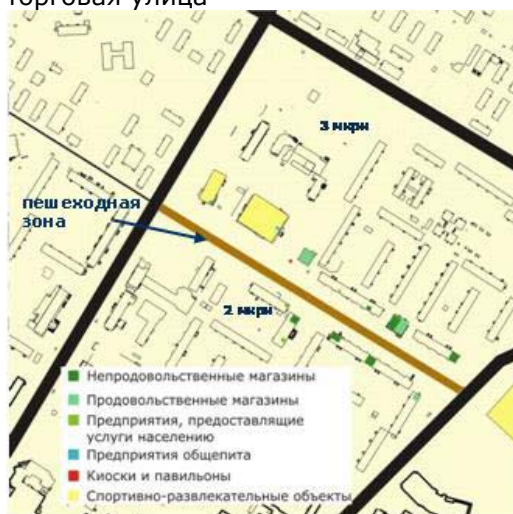 торговая улица
3 мкрн
пешеходная
зона
2 мкрн
Непродовольственные магазины
Продовольственные магазины
Предприятия, предоставляющие
услуги населению
Предприятия общепита
Киоски и павильоны
Спортивно-развлекательные объекты